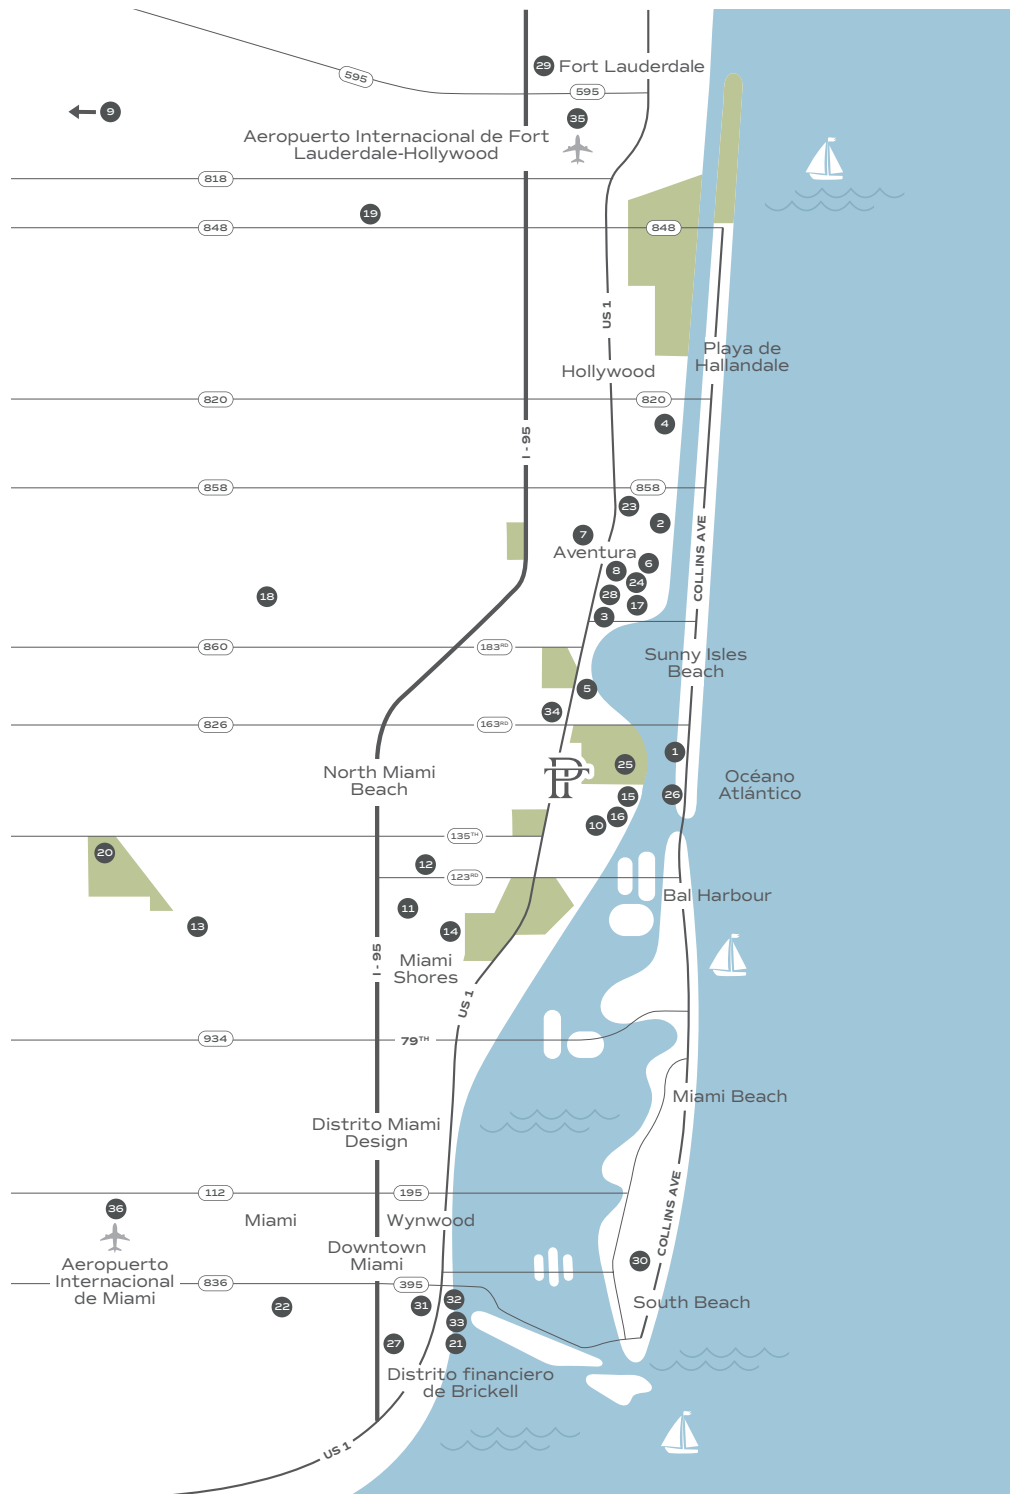 29 Fort Lauderdale
595
595
9
35
Aeropuerto Internacional de Fort
Lauderdale-Hollywood
818
19
848
848
US 1
Playa de
Hallandale
Hollywood
820
820
4
I - 95
858
858
23
2
7
Aventura
COLLINS AVE
6
8
24
28
17
18
3
860
183RD
Sunny Isles
Beach
5
34
826
163RD
1
25
North Miami
Beach
PT
Océano
Atlántico
15
26
16
10
135TH
20
12
123RD
Bal Harbour
11
13
14
I - 95
Miami
Shores
US 1
934
79TH
Miami Beach
Distrito Miami
Design
112
195
36
Miami
Wynwood
COLLINS AVE
Downtown
Miami
30
Aeropuerto
Internacional
de Miami
836
395
22
31
32
South Beach
33
27
21
Distrito financiero
de Brickell
US 1